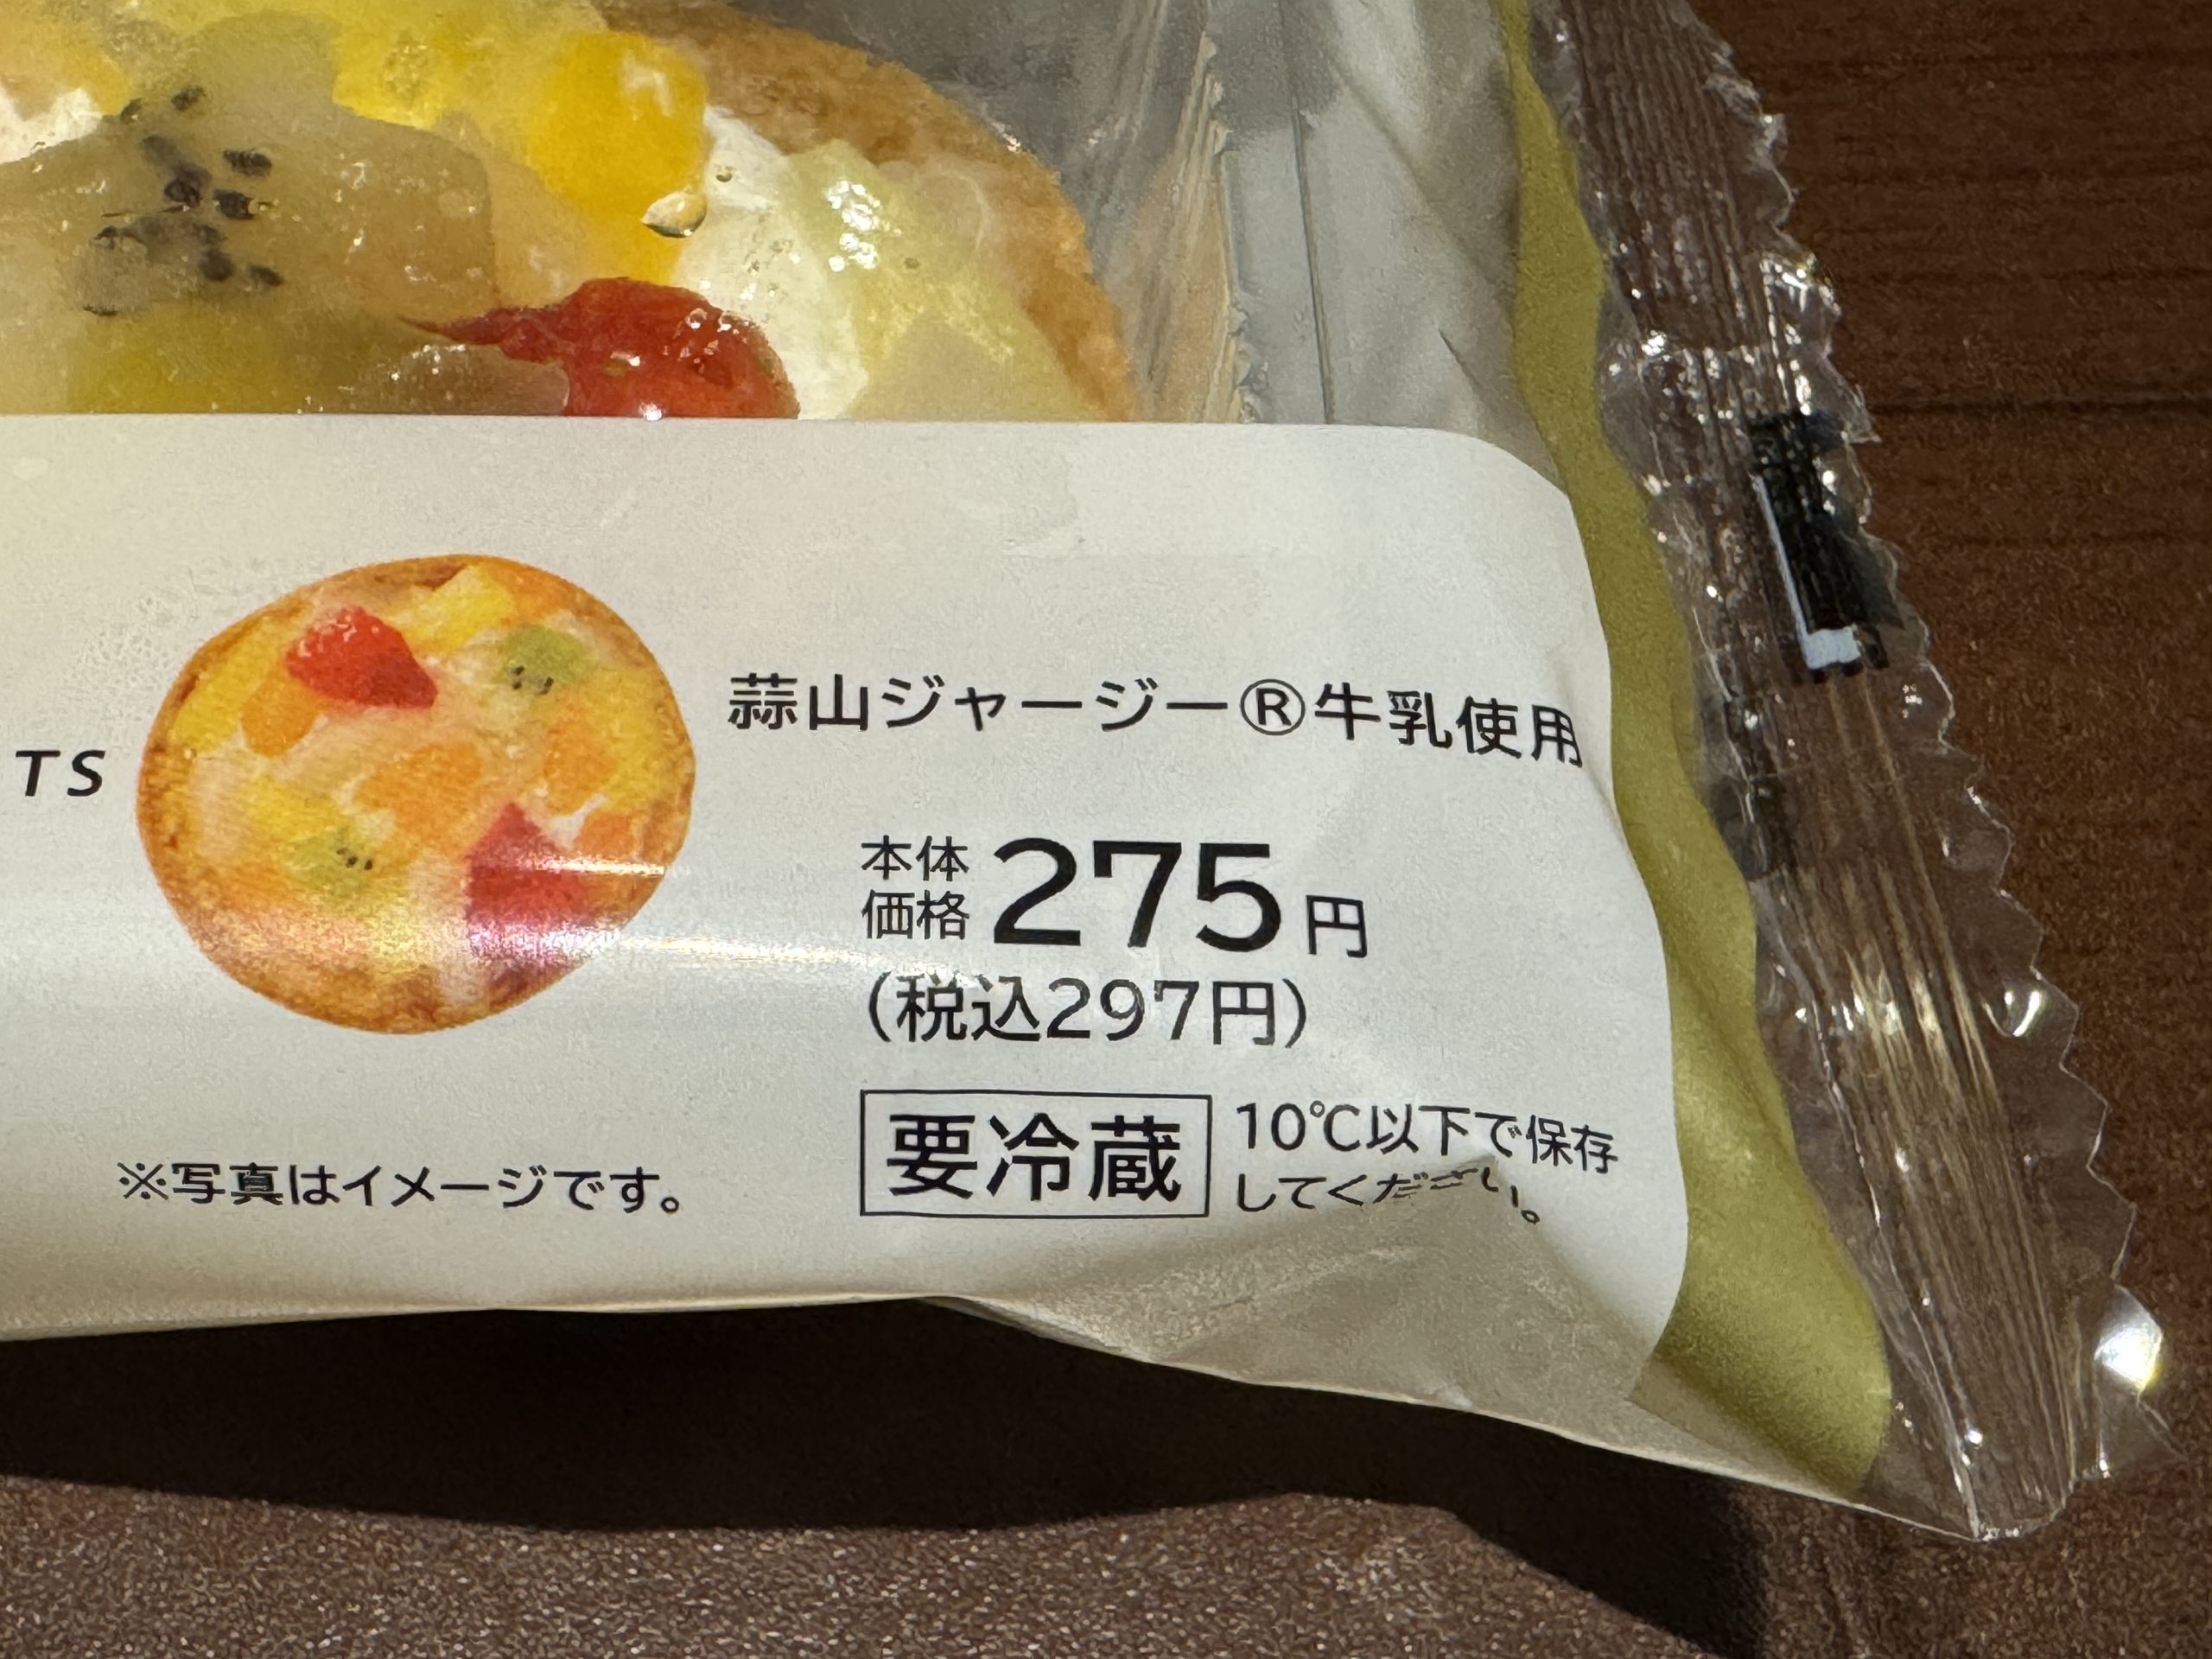 TS
蒜山ジャージー®牛乳使用
本体
価格 275円
(税込297円)
要冷蔵 10℃以下で保存
してください。
※写真はイメージです。